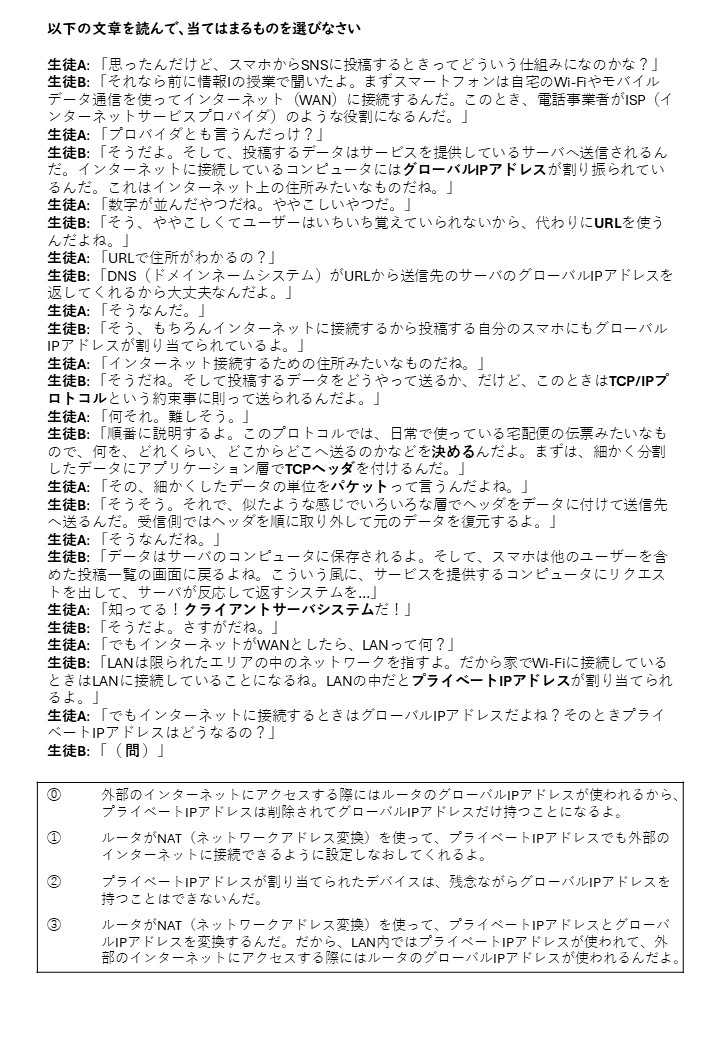 以下の文章を読んで、当てはまるものを選びなさい
生徒A: 「思ったんだけど、スマホからSNSに投稿するときってどういう仕組みになのかな？」
生徒B: 「それなら前に情報Iの授業で聞いたよ。まずスマートフォンは自宅のWi-Fiやモバイル
データ通信を使ってインターネット（WAN）に接続するんだ。このとき、電話事業者がISP（イ
ンターネットサービスプロバイダ）のような役割になるんだ。」
生徒A: 「プロバイダとも言うんだっけ？」
生徒B: 「そうだよ。そして、投稿するデータはサービスを提供しているサーバへ送信されるん
だ。インターネットに接続しているコンピュータにはグローバルIPアドレスが割り振られてい
るんだ。これはインターネット上の住所みたいなものだね。」
生徒A: 「数字が並んだやつだね。ややこしいやつだ。」
生徒B: 「そう、ややこしくてユーザーはいちいち覚えていられないから、代わりにURLを使う
んだよね。」
生徒A: 「URLで住所がわかるの？」
生徒B: 「DNS（ドメインネームシステム）がURLから送信先のサーバのグローバルIPアドレスを
返してくれるから大丈夫なんだよ。」
生徒A: 「そうなんだ。」
生徒B: 「そう、もちろんインターネットに接続するから投稿する自分のスマホにもグローバル
IPアドレスが割り当てられているよ。」
生徒A: 「インターネット接続するための住所みたいなものだね。」
生徒B: 「そうだね。そして投稿するデータをどうやって送るか、だけど、このときはTCP/IPプ
ロトコルという約束事に則って送られるんだよ。」
生徒A: 「何それ。難しそう。」
生徒B: 「順番に説明するよ。このプロトコルでは、日常で使っている宅配便の伝票みたいなも
ので、何を、どれくらい、どこからどこへ送るのかなどを決めるんだよ。まずは、細かく分割
したデータにアプリケーション層でTCPヘッダを付けるんだ。」
生徒A: 「その、細かくしたデータの単位をパケットって言うんだよね。」
生徒B: 「そうそう。それで、似たような感じでいろいろな層でヘッダをデータに付けて送信先
へ送るんだ。受信側ではヘッダを順に取り外して元のデータを復元するよ。」
生徒A: 「そうなんだね。」
生徒B: 「データはサーバのコンピュータに保存されるよ。そして、スマホは他のユーザーを含
めた投稿一覧の画面に戻るよね。こういう風に、サービスを提供するコンピュータにリクエス
トを出して、サーバが反応して返すシステムを...」
生徒A: 「知ってる！クライアントサーバシステムだ！」
生徒B: 「そうだよ。さすがだね。」
生徒A: 「でもインターネットがWANとしたら、LANって何？」
生徒B: 「LANは限られたエリアの中のネットワークを指すよ。だから家でWi-Fiに接続している
ときはLANに接続していることになるね。LANの中だとプライベートIPアドレスが割り当てられ
るよ。」
生徒A: 「でもインターネットに接続するときはグローバルIPアドレスだよね？そのときプライ
ベートIPアドレスはどうなるの？」
生徒B: 「（ 問 ）」
⓪ 外部のインターネットにアクセスする際にはルータのグローバルIPアドレスが使われるから、
プライベートIPアドレスは削除されてグローバルIPアドレスだけ持つことになるよ。
① ルータがNAT（ネットワークアドレス変換）を使って、プライベートIPアドレスでも外部の
インターネットに接続できるように設定しなおしてくれるよ。
② プライベートIPアドレスが割り当てられたデバイスは、残念ながらグローバルIPアドレスを
持つことはできないんだ。
③ ルータがNAT（ネットワークアドレス変換）を使って、プライベートIPアドレスとグローバ
ルIPアドレスを変換するんだ。だから、LAN内ではプライベートIPアドレスが使われて、外
部のインターネットにアクセスする際にはルータのグローバルIPアドレスが使われるんだよ。